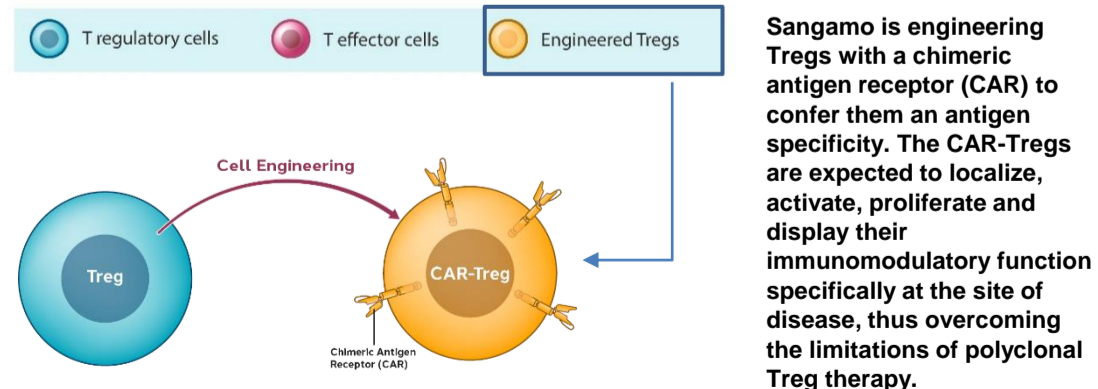 T regulatory cells
T effector cells
Engineered Tregs
Cell Engineering
Treg
CAR-Treg
Chimeric Antigen
Receptor (CAR)
Sangamo is engineering
Tregs with a chimeric
antigen receptor (CAR) to
confer them an antigen
specificity. The CAR-Tregs
are expected to localize,
activate, proliferate and
display their
immunomodulatory function
specifically at the site of
disease, thus overcoming
the limitations of polyclonal
Treg therapy.